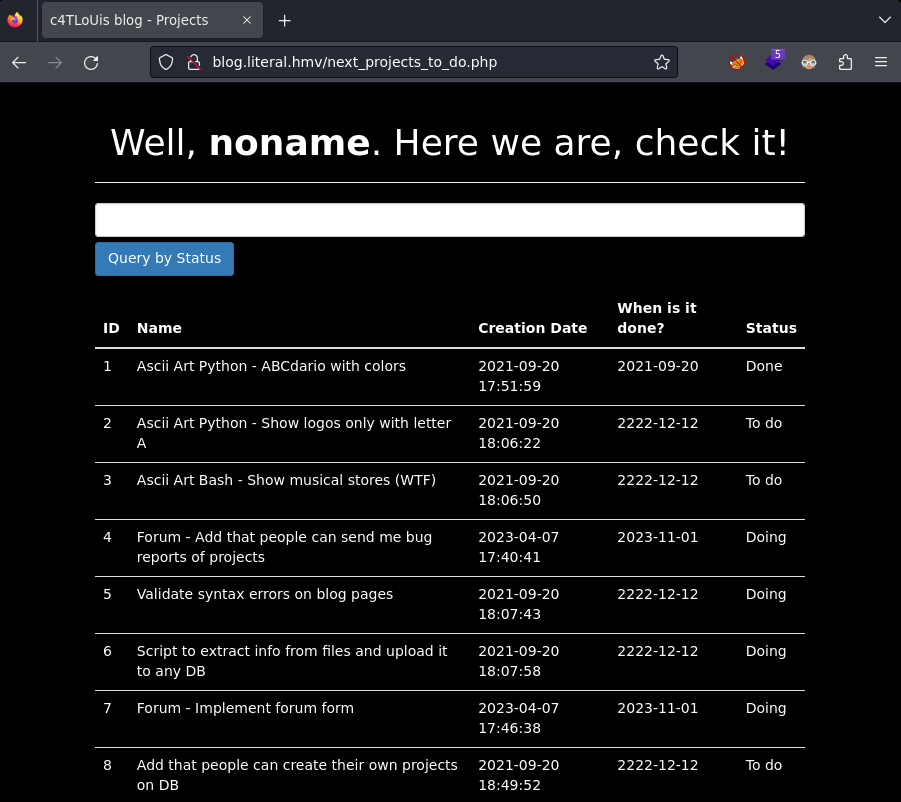 c4TLoUis blog - Projects
blog.literal.hmv/next_projects_to_do.php
5
Well, noname. Here we are, check it!
Query by Status
ID Name Creation Date When is it done? Status
1 Ascii Art Python - ABCdario with colors 2021-09-20 17:51:59 2021-09-20 Done
2 Ascii Art Python - Show logos only with letter A 2021-09-20 18:06:22 2222-12-12 To do
3 Ascii Art Bash - Show musical stores (WTF) 2021-09-20 18:06:50 2222-12-12 To do
4 Forum - Add that people can send me bug reports of projects 2023-04-07 17:40:41 2023-11-01 Doing
5 Validate syntax errors on blog pages 2021-09-20 18:07:43 2222-12-12 Doing
6 Script to extract info from files and upload it to any DB 2021-09-20 18:07:58 2222-12-12 Doing
7 Forum - Implement forum form 2023-04-07 17:46:38 2023-11-01 Doing
8 Add that people can create their own projects on DB 2021-09-20 18:49:52 2222-12-12 To do